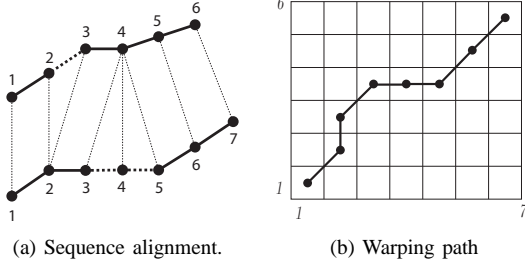 1 2 3 4 5 6
1 2 3 4 5 6 7
(a) Sequence alignment.
6
1
1 7
(b) Warping path